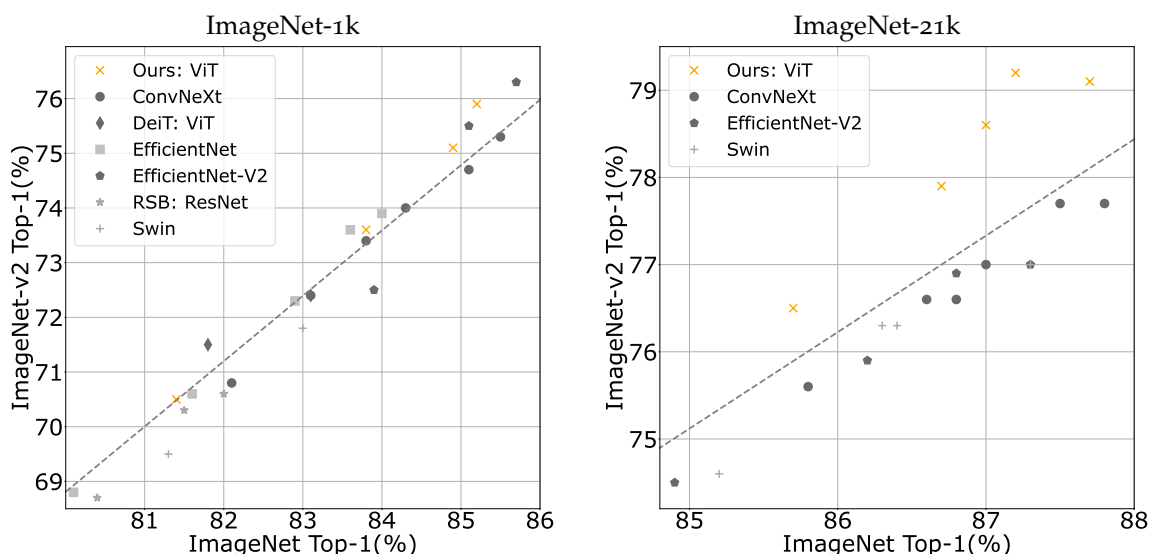 ImageNet-1k
Ours: ViT
ConvNeXt
DeiT: ViT
EfficientNet
EfficientNet-V2
RSB: ResNet
Swin
ImageNet-v2 Top-1(%)
76
75
74
73
72
71
70
69
81
82
83
84
85
86
ImageNet Top-1(%)
ImageNet-21k
Ours: ViT
ConvNeXt
EfficientNet-V2
Swin
ImageNet-v2 Top-1(%)
79
78
77
76
75
85
86
87
88
ImageNet Top-1(%)